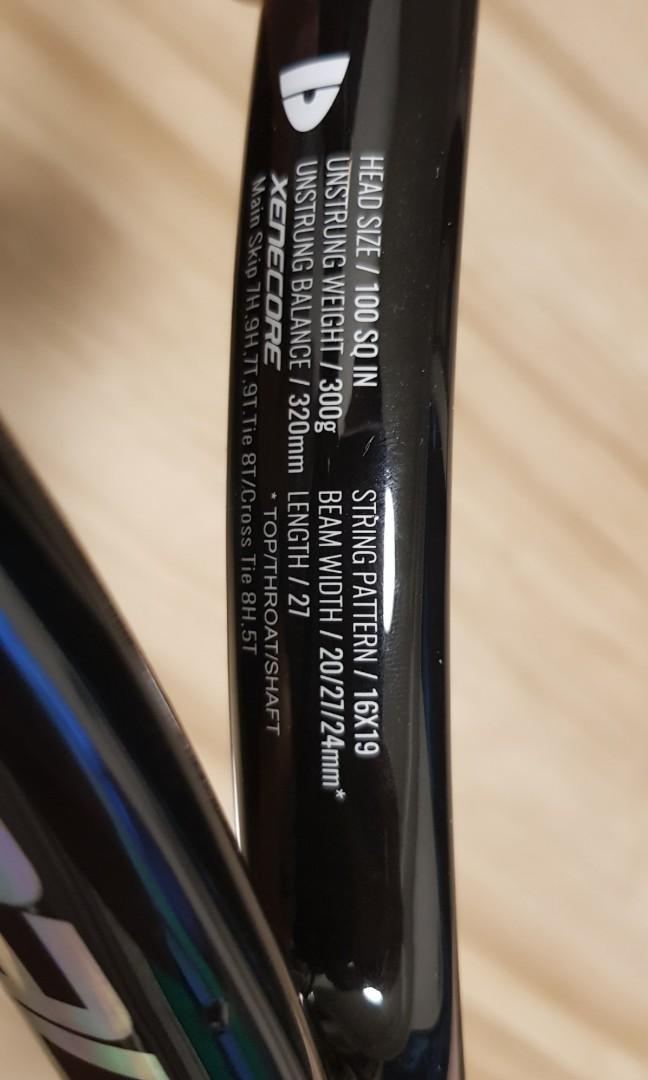 HEAD SIZE / 100 SQ IN
UNSTRUNG WEIGHT / 300g
UNSTRUNG BALANCE / 320mm
XENECORE
STRING PATTERN / 16X19
BEAM WIDTH / 20/27/24mm*
LENGTH / 27
* TOP/THROAT/SHAFT
Main Skip 7H.9H.7T.9T.Tie 8T/Cross Tie 8H.5T